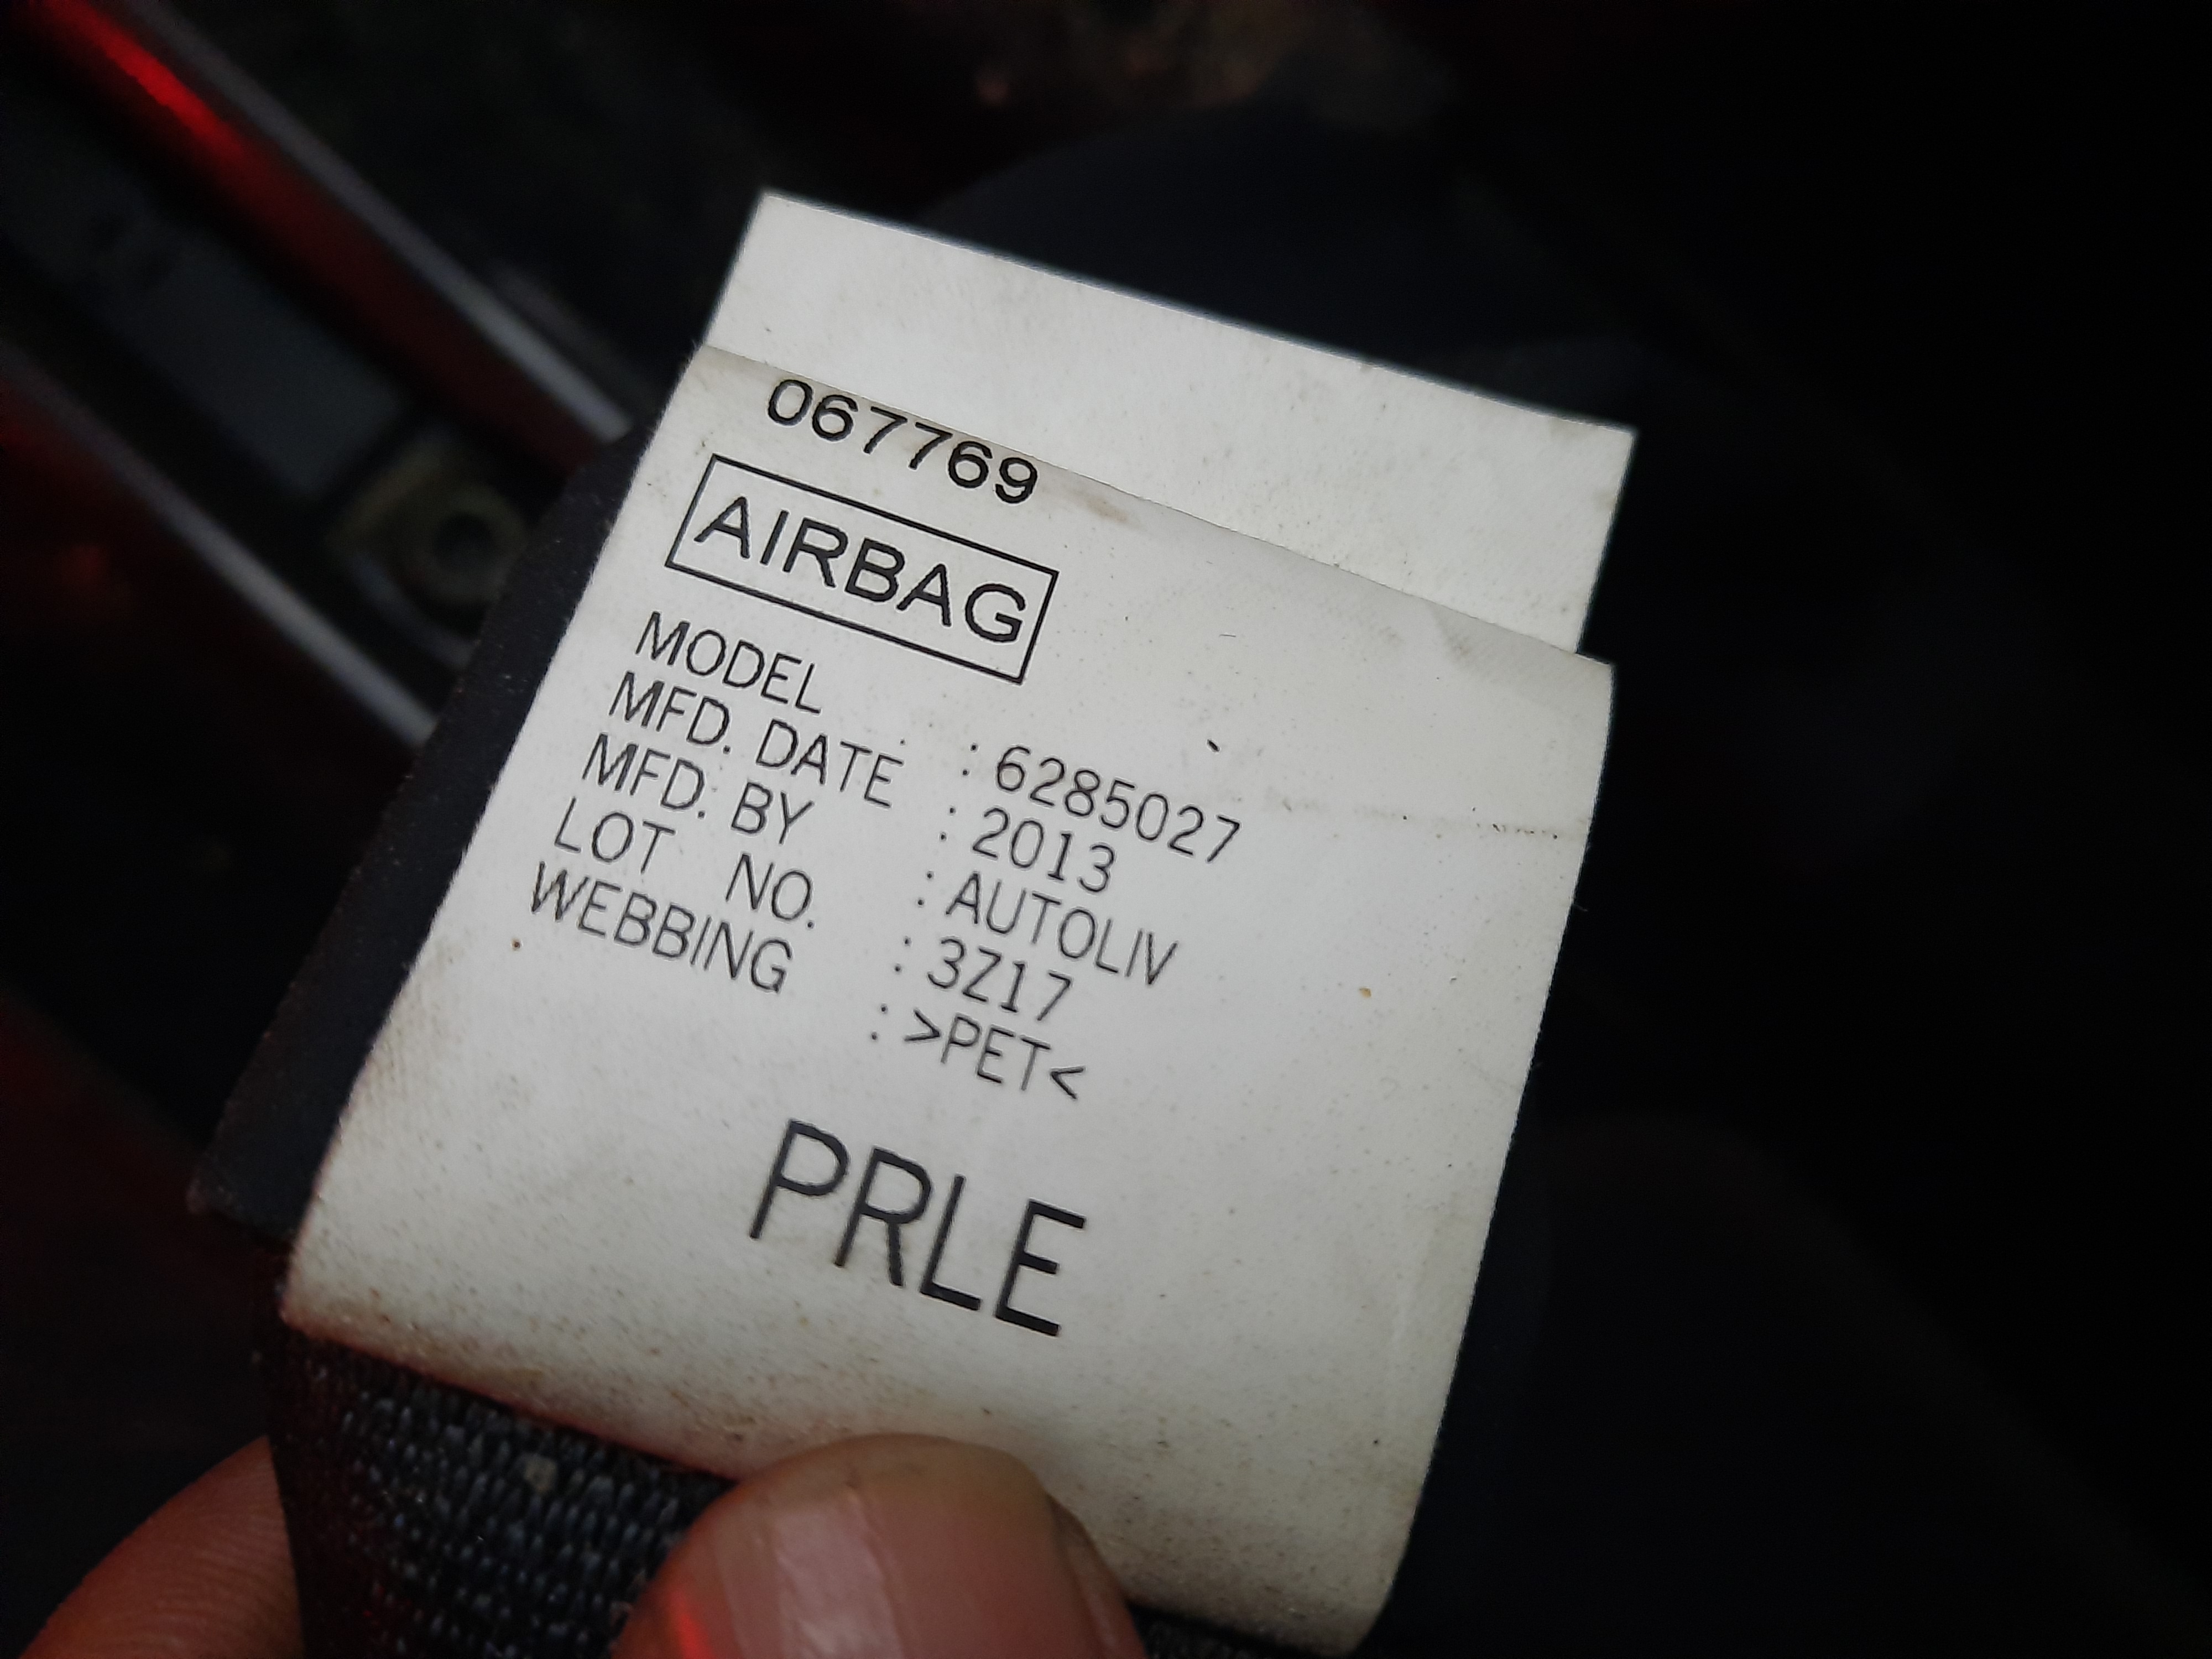 067769
AIRBAG
MODEL : 6285027
MFD. DATE : 2013
MFD. BY : AUTOLIV
LOT NO. : 3Z17
WEBBING : >PET<
PRLE